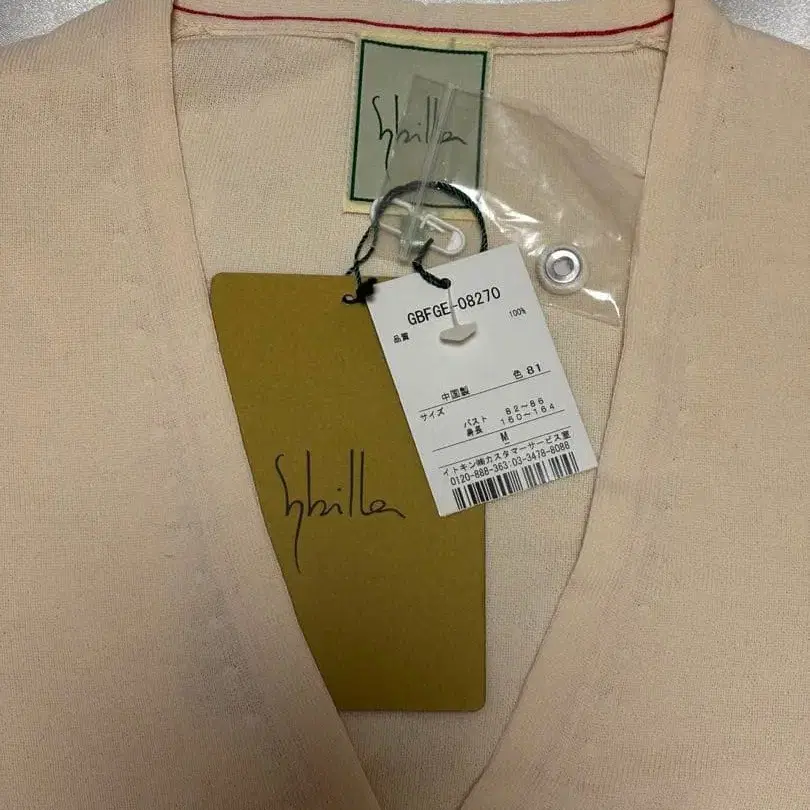 Sybilla
GBFGE-08270
品質 100%
色 81
中国製
サイズ
バスト 82~86
身長 160~164
M
イトキン㈱カスタマーサービス室
0120-888-363:03-3478-8088
Sybilla